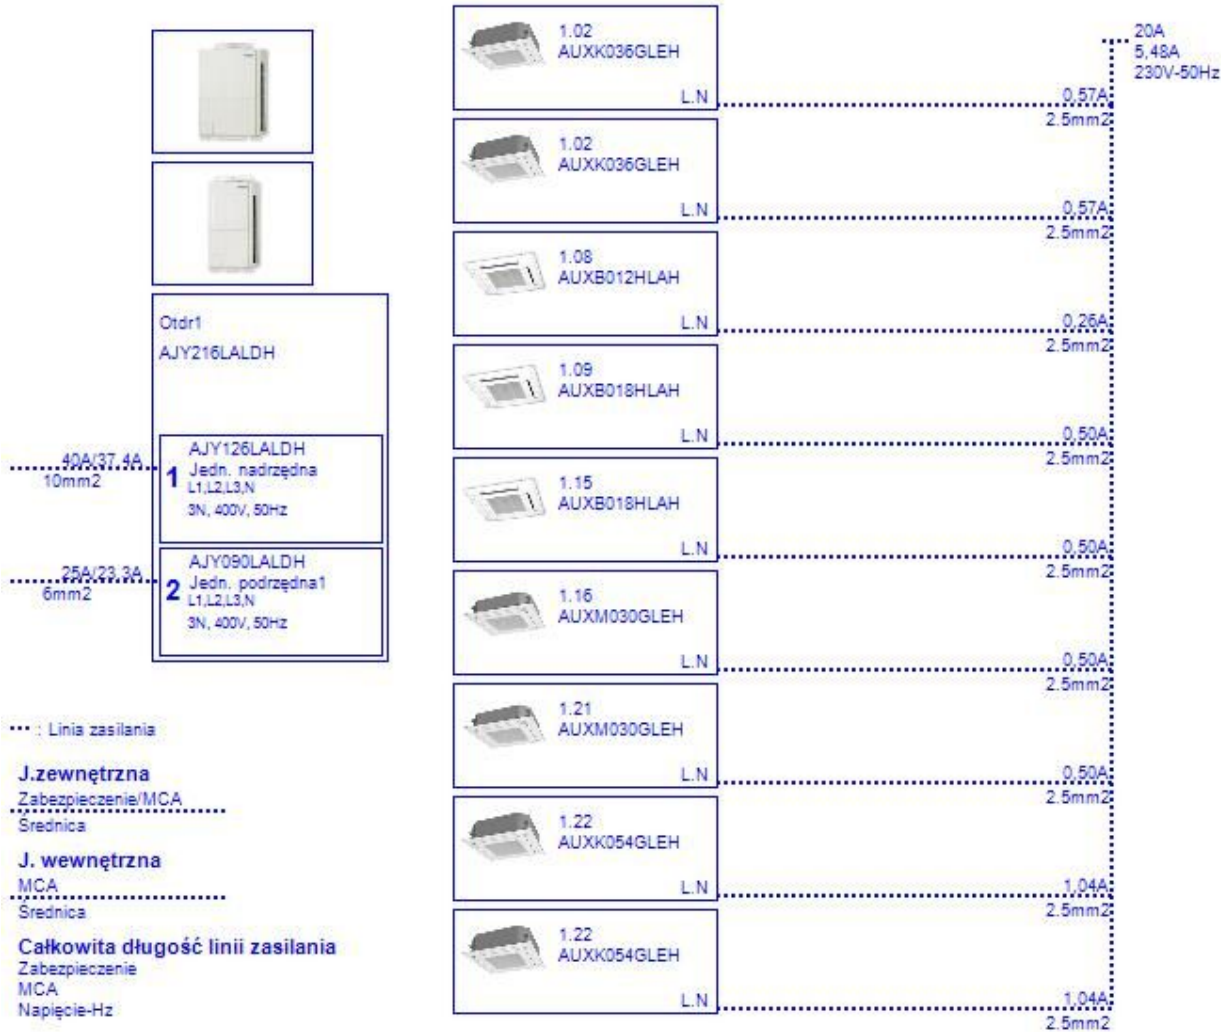 Otdr1
AJY216LALDH
40A/37.4A
10mm2
1
AJY126LALDH
Jedn. nadrzędna
L1,L2,L3,N
3N, 400V, 50Hz
25A/23.3A
6mm2
2
AJY090LALDH
Jedn. podrzędna1
L1,L2,L3,N
3N, 400V, 50Hz
: Linia zasilania
J.zewnętrzna
Zabezpieczenie/MCA
Średnica
J. wewnętrzna
MCA
Średnica
Całkowita długość linii zasilania
Zabezpieczenie
MCA
Napięcie-Hz
1.02
AUXK036GLEH
L.N
0,57A
2.5mm2
1.02
AUXK036GLEH
L.N
0,57A
2.5mm2
1.08
AUXB012HLAH
L.N
0,26A
2.5mm2
1.09
AUXB018HLAH
L.N
0,50A
2.5mm2
1.15
AUXB018HLAH
L.N
0,50A
2.5mm2
1.16
AUXM030GLEH
L.N
0,50A
2.5mm2
1.21
AUXM030GLEH
L.N
0,50A
2.5mm2
1.22
AUXK054GLEH
L.N
1,04A
2.5mm2
1.22
AUXK054GLEH
L.N
1,04A
2.5mm2
20A
5,48A
230V-50Hz